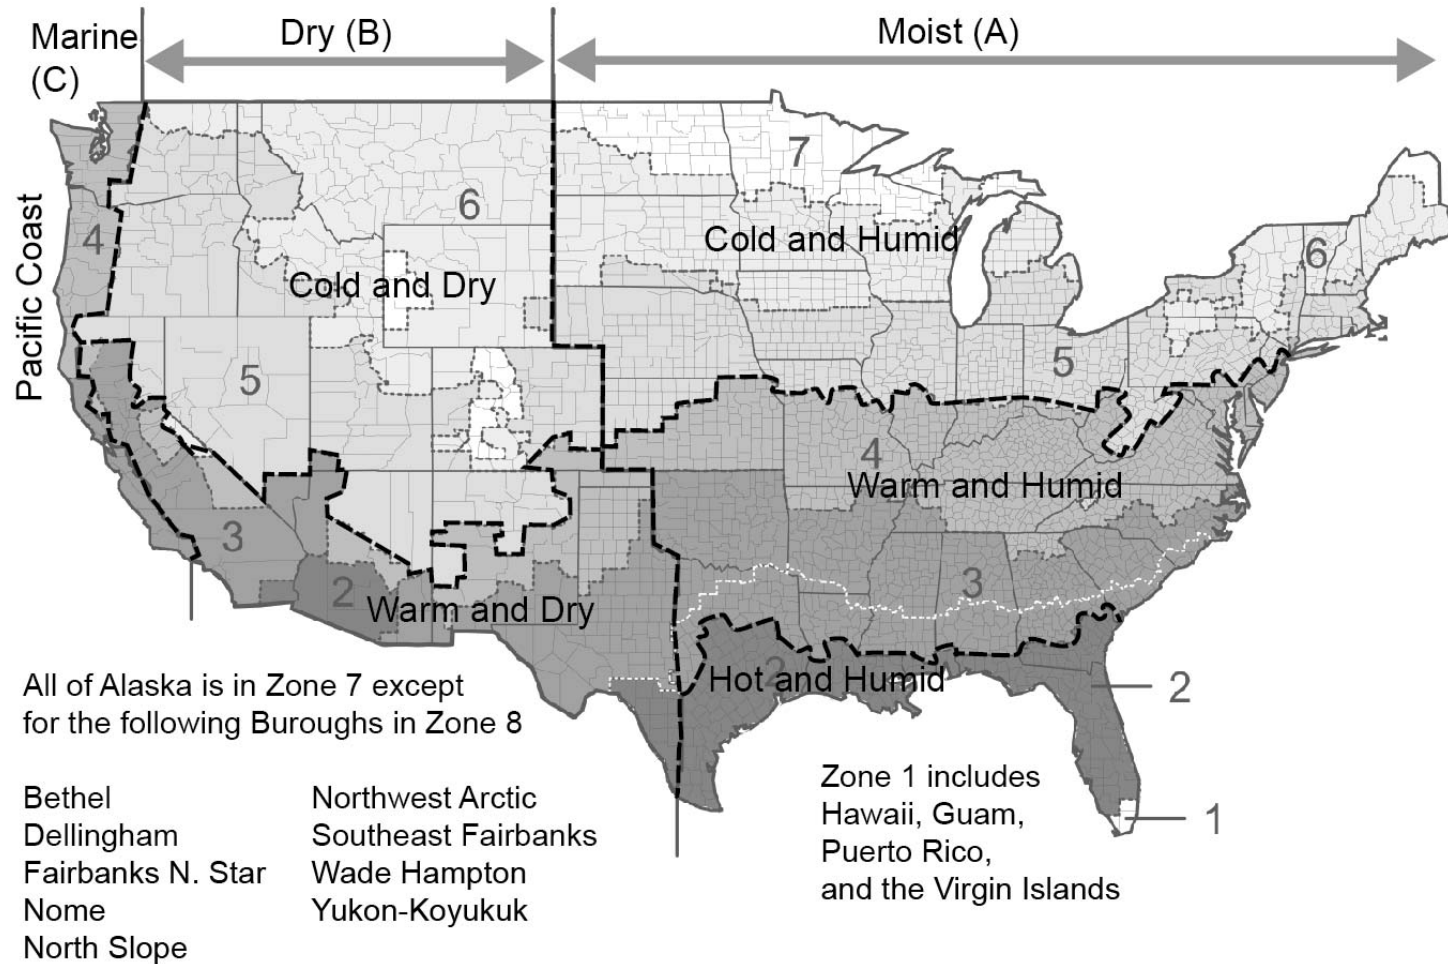 Marine
(C)
Dry (B)
Moist (A)
Pacific Coast
7
6
4
Cold and Humid
6
Cold and Dry
5
5
4
Warm and Humid
3
3
2
Warm and Dry
2
Hot and Humid
2
1
All of Alaska is in Zone 7 except
for the following Buroughs in Zone 8
Bethel
Dellingham
Fairbanks N. Star
Nome
North Slope
Northwest Arctic
Southeast Fairbanks
Wade Hampton
Yukon-Koyukuk
Zone 1 includes
Hawaii, Guam,
Puerto Rico,
and the Virgin Islands